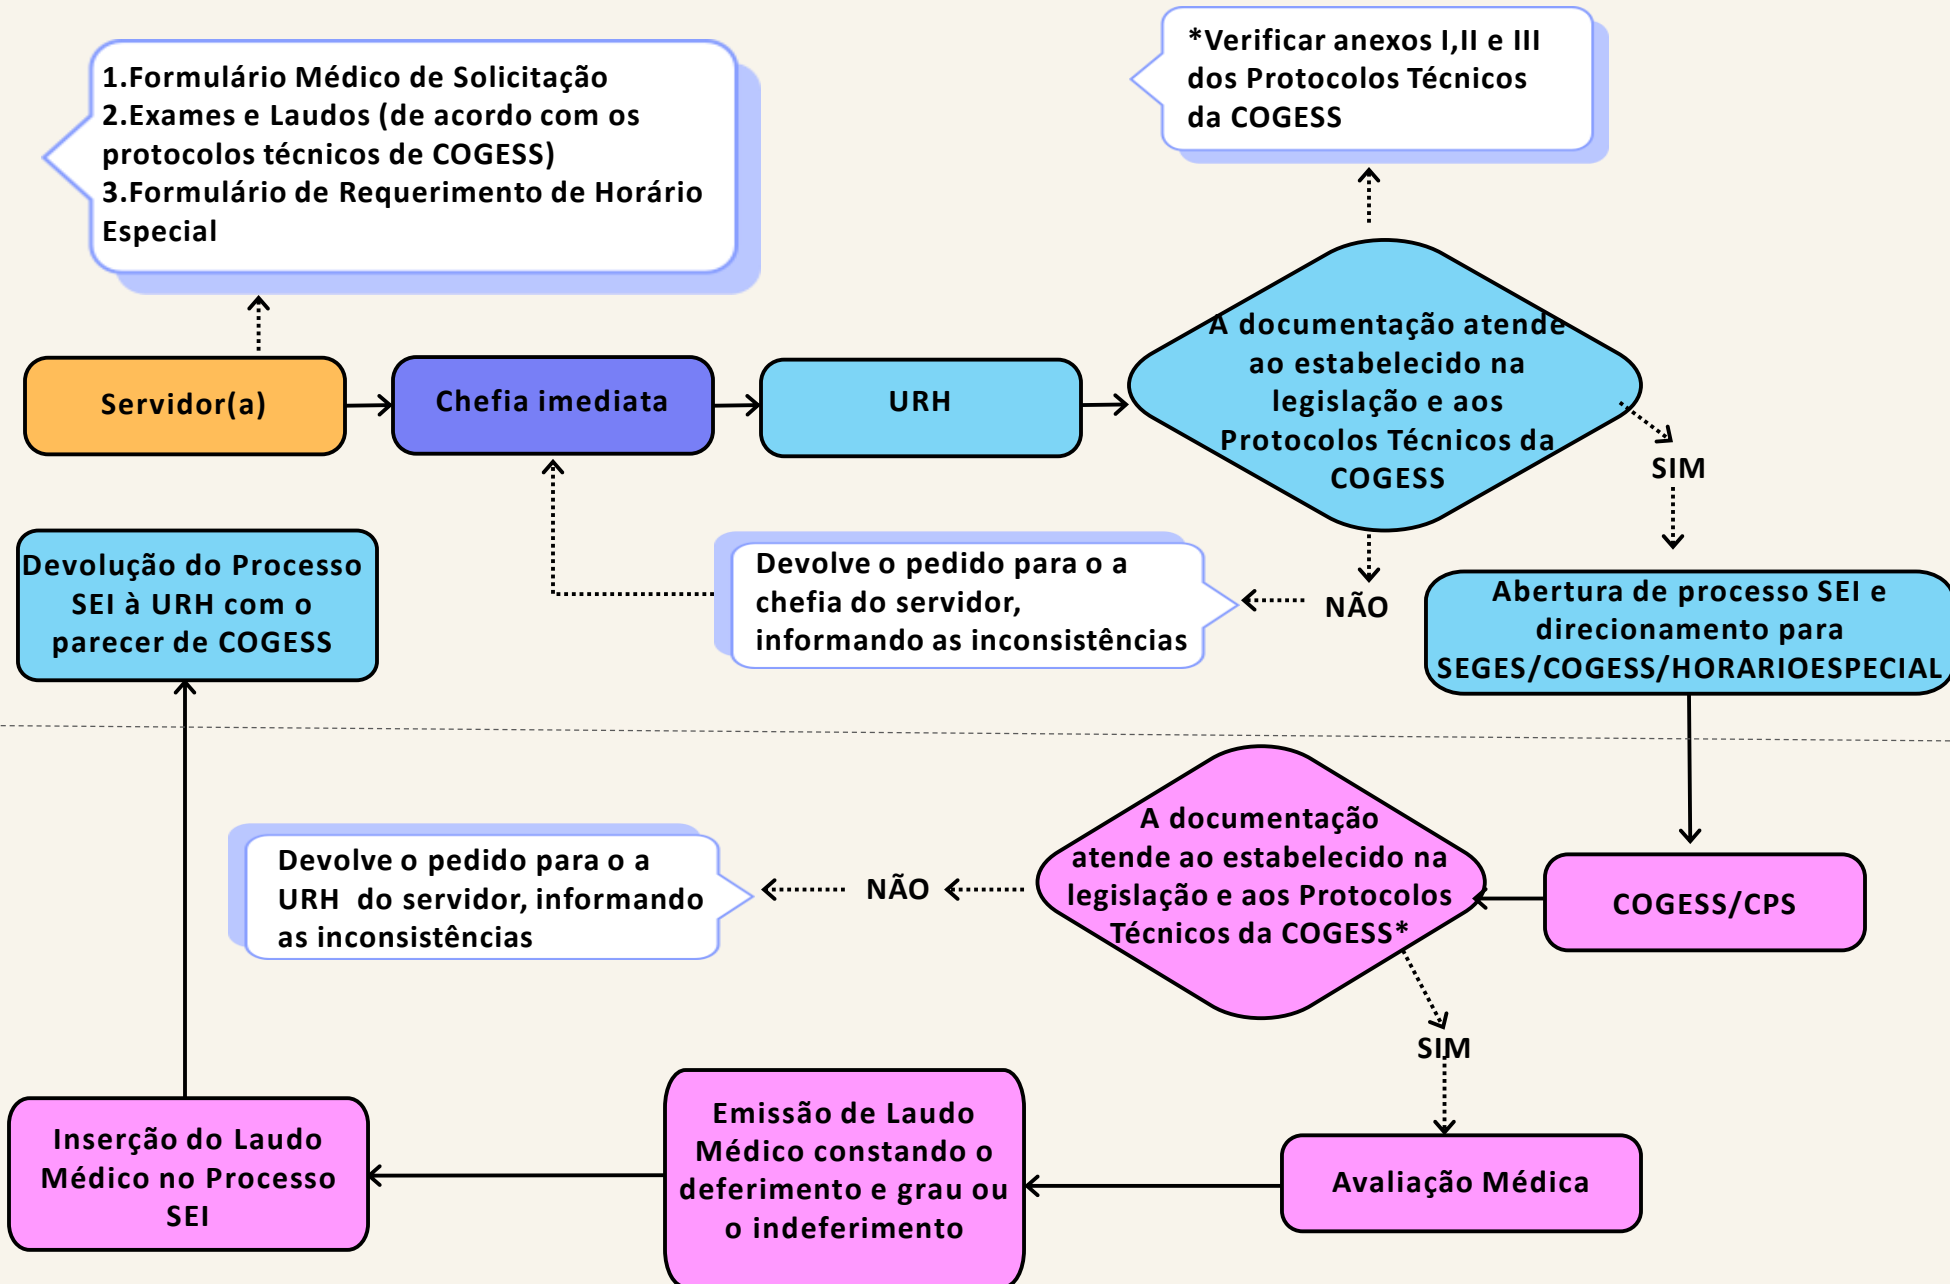 1.Formulário Médico de Solicitação
2.Exames e Laudos (de acordo com os
protocolos técnicos de COGESS)
3.Formulário de Requerimento de Horário
Especial
*Verificar anexos I,II e III
dos Protocolos Técnicos
da COGESS
Servidor(a)
Chefia imediata
URH
A documentação atende
ao estabelecido na
legislação e aos
Protocolos Técnicos da
COGESS
SIM
NÃO
Devolve o pedido para o a
chefia do servidor,
informando as inconsistências
Abertura de processo SEI e
direcionamento para
SEGES/COGESS/HORARIOESPECIAL
Devolução do Processo
SEI à URH com o
parecer de COGESS
COGESS/CPS
A documentação
atende ao estabelecido na
legislação e aos Protocolos
Técnicos da COGESS*
NÃO
Devolve o pedido para o a
URH  do servidor, informando
as inconsistências
SIM
Avaliação Médica
Emissão de Laudo
Médico constando o
deferimento e grau ou
o indeferimento
Inserção do Laudo
Médico no Processo
SEI